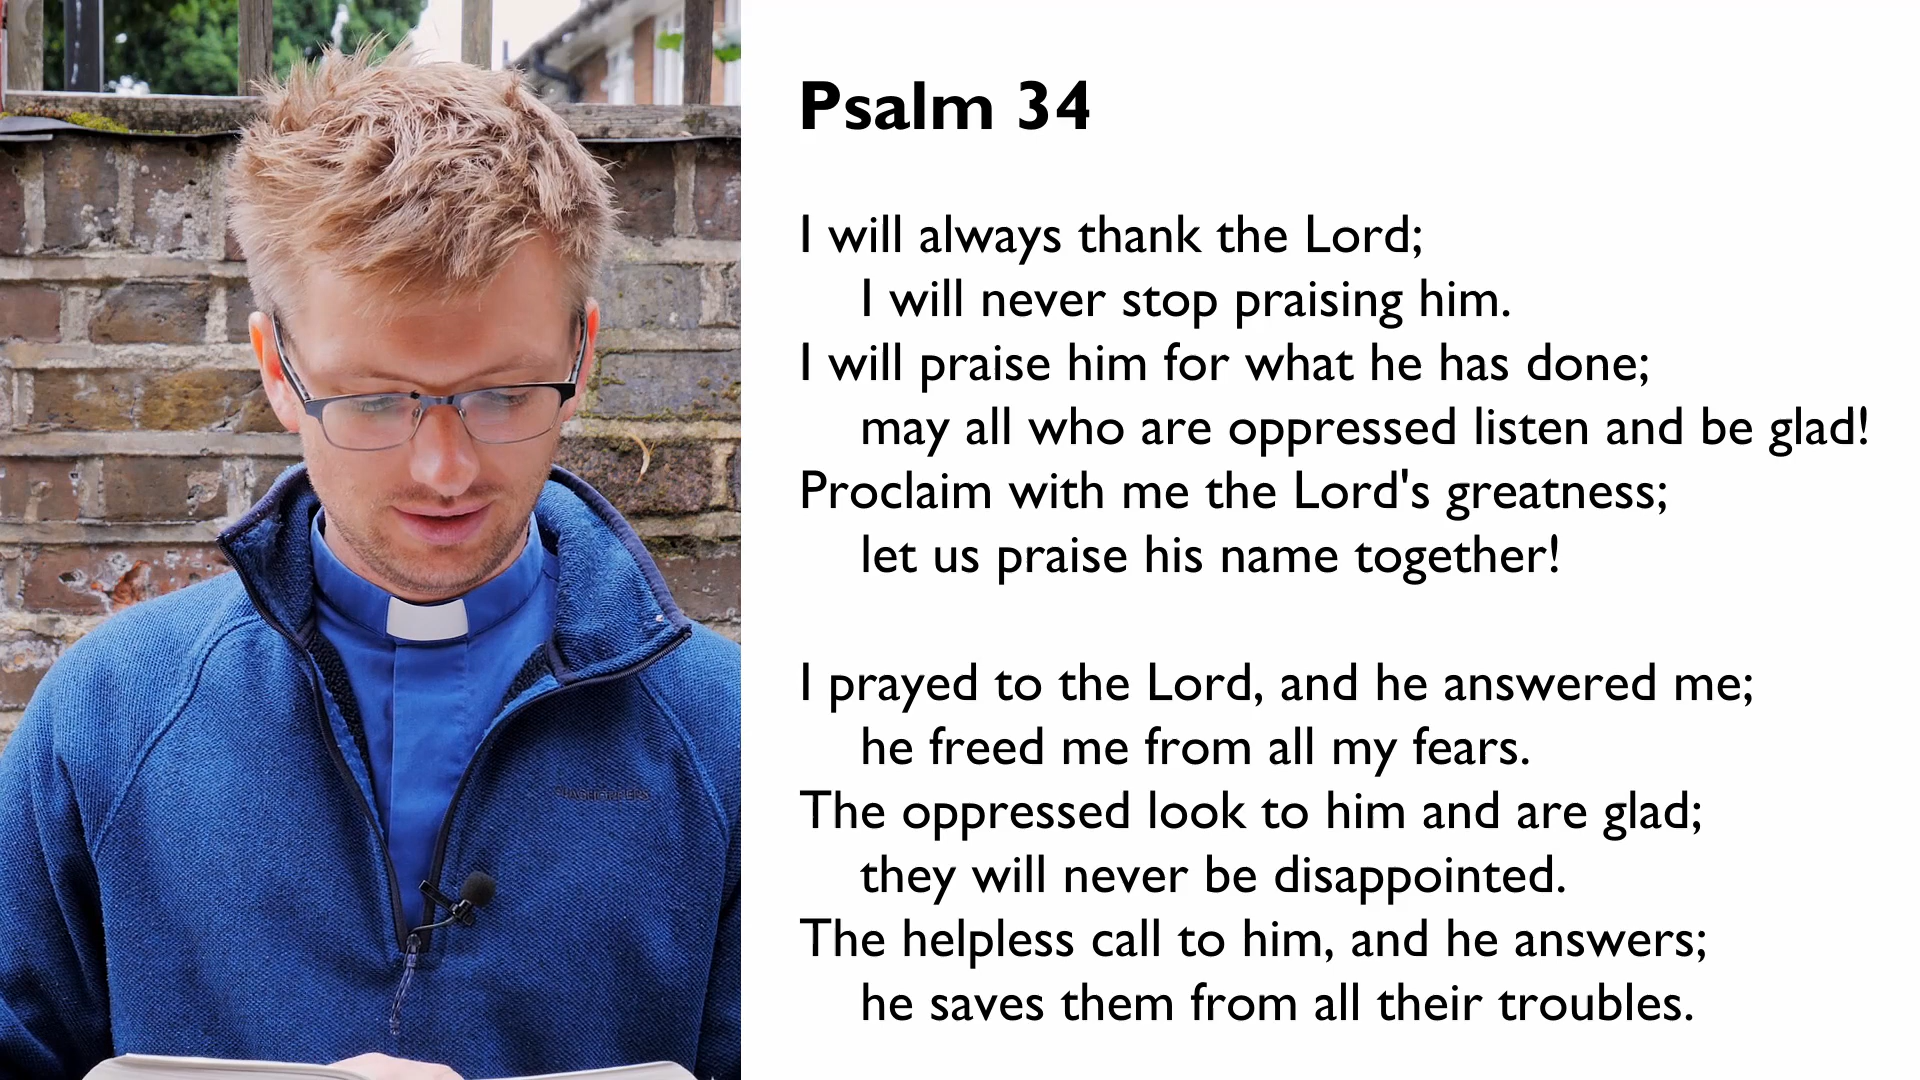 Psalm 34
I will always thank the Lord;
I will never stop praising him.
I will praise him for what he has done;
may all who are oppressed listen and be glad!
Proclaim with me the Lord's greatness;
let us praise his name together!
I prayed to the Lord, and he answered me;
he freed me from all my fears.
The oppressed look to him and are glad;
they will never be disappointed.
The helpless call to him, and he answers;
he saves them from all their troubles.